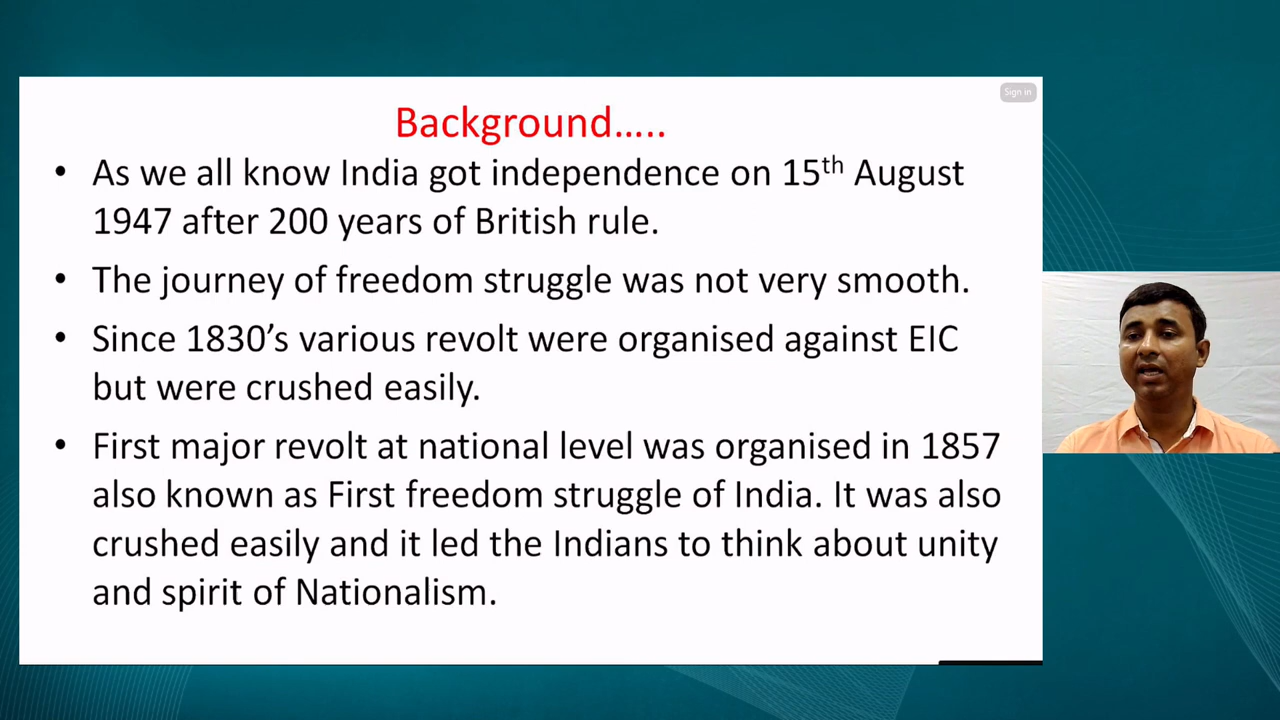 Sign in
Background.....
• As we all know India got independence on 15th August
1947 after 200 years of British rule.
• The journey of freedom struggle was not very smooth.
• Since 1830’s various revolt were organised against EIC
but were crushed easily.
• First major revolt at national level was organised in 1857
also known as First freedom struggle of India. It was also
crushed easily and it led the Indians to think about unity
and spirit of Nationalism.